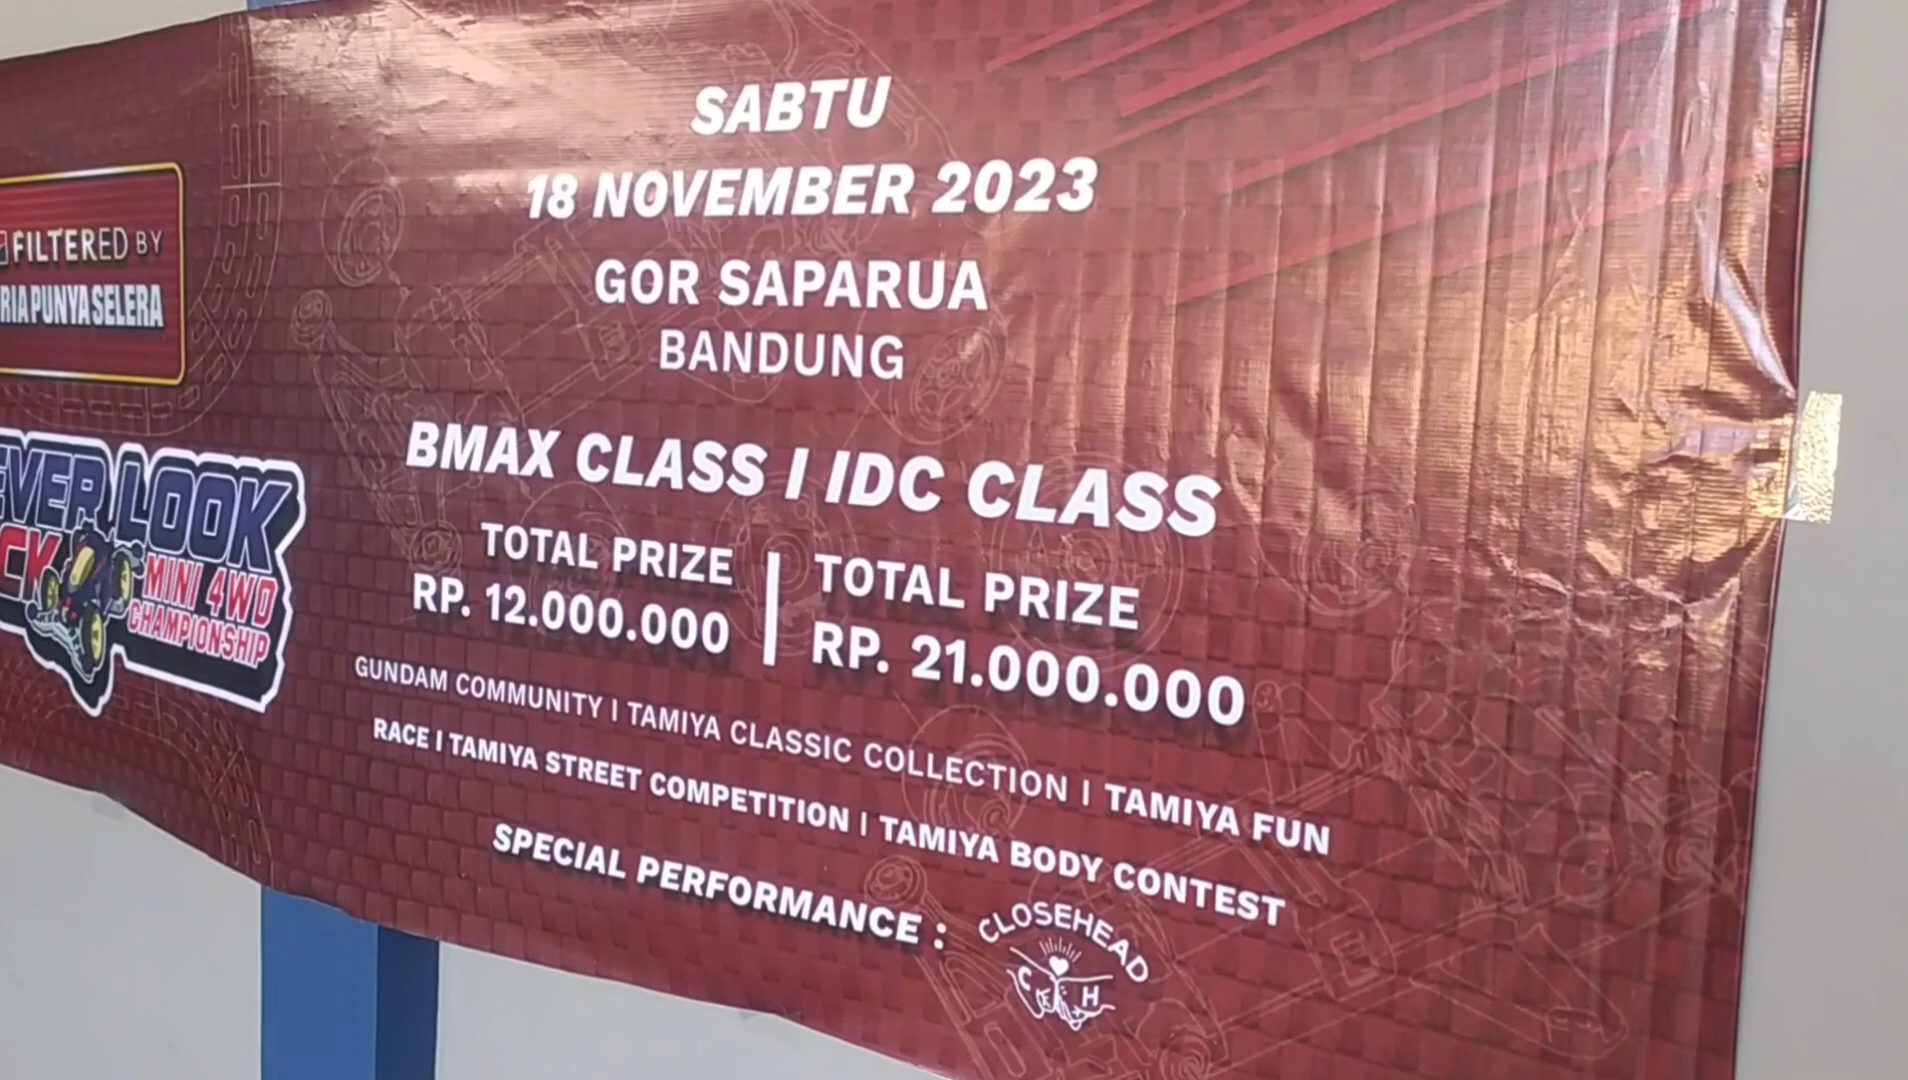 SABTU
18 NOVEMBER 2023
GOR SAPARUA
BANDUNG
FILTERED BY
RIA PUNYA SELERA
EVER LOOK
CK
MINI 4WD
CHAMPIONSHIP
BMAX CLASS I IDC CLASS
TOTAL PRIZE
RP. 12.000.000
TOTAL PRIZE
RP. 21.000.000
GUNDAM COMMUNITY I TAMIYA CLASSIC COLLECTION I TAMIYA FUN
RACE I TAMIYA STREET COMPETITION I TAMIYA BODY CONTEST
SPECIAL PERFORMANCE :
CLOSEHEAD
C H